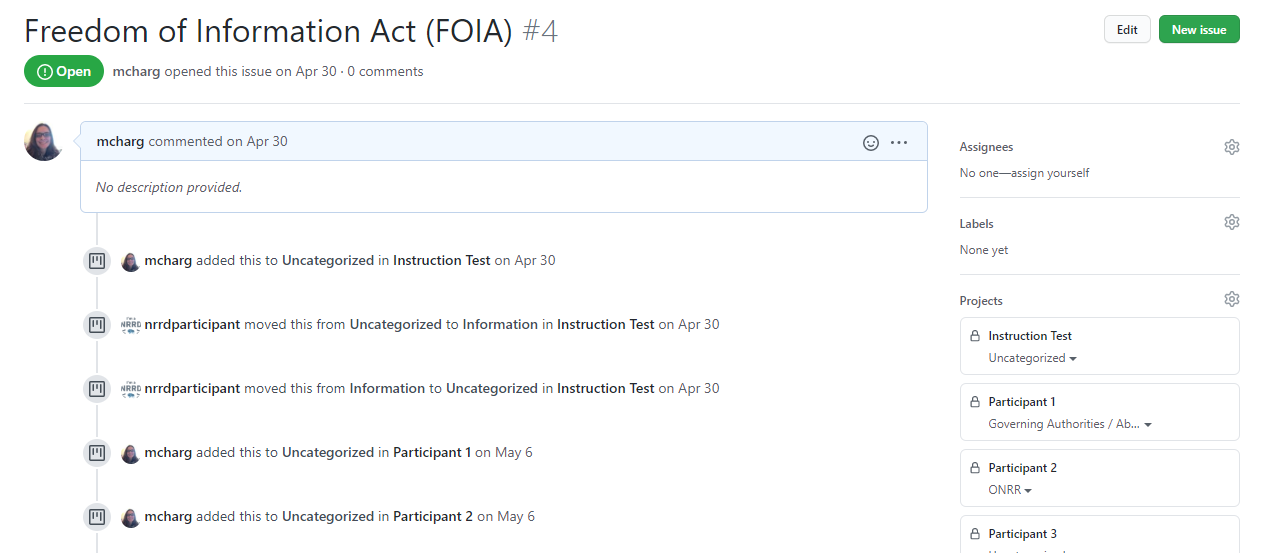 Freedom of Information Act (FOIA) #4
Edit
New issue
Open
mcharg opened this issue on Apr 30 · 0 comments
mcharg commented on Apr 30
No description provided.
mcharg added this to Uncategorized in Instruction Test on Apr 30
nrrdparticipant moved this from Uncategorized to Information in Instruction Test on Apr 30
nrrdparticipant moved this from Information to Uncategorized in Instruction Test on Apr 30
mcharg added this to Uncategorized in Participant 1 on May 6
mcharg added this to Uncategorized in Participant 2 on May 6
Assignees
No one—assign yourself
Labels
None yet
Projects
Instruction Test
Uncategorized
Participant 1
Governing Authorities / Ab...
Participant 2
ONRR
Participant 3